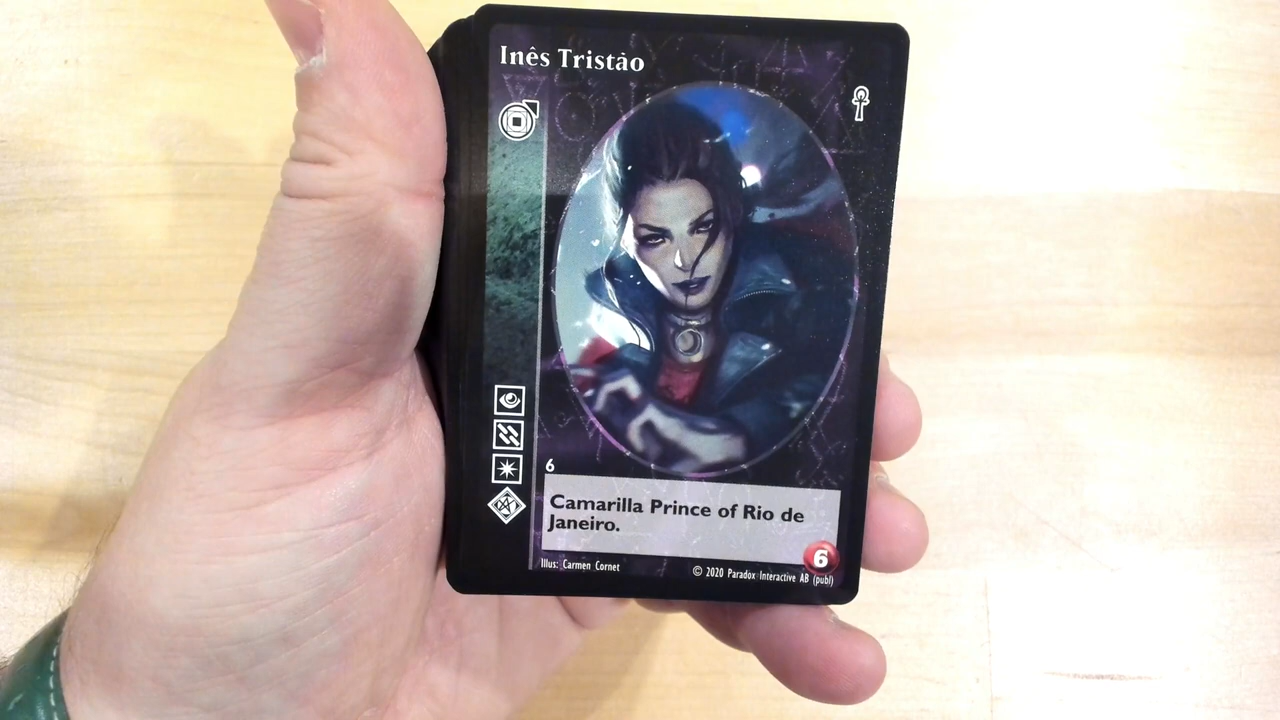 Inês Tristão
6
Camarilla Prince of Rio de
Janeiro.
6
Illus: Carmen Cornet
© 2020 Paradox Interactive AB (publ)